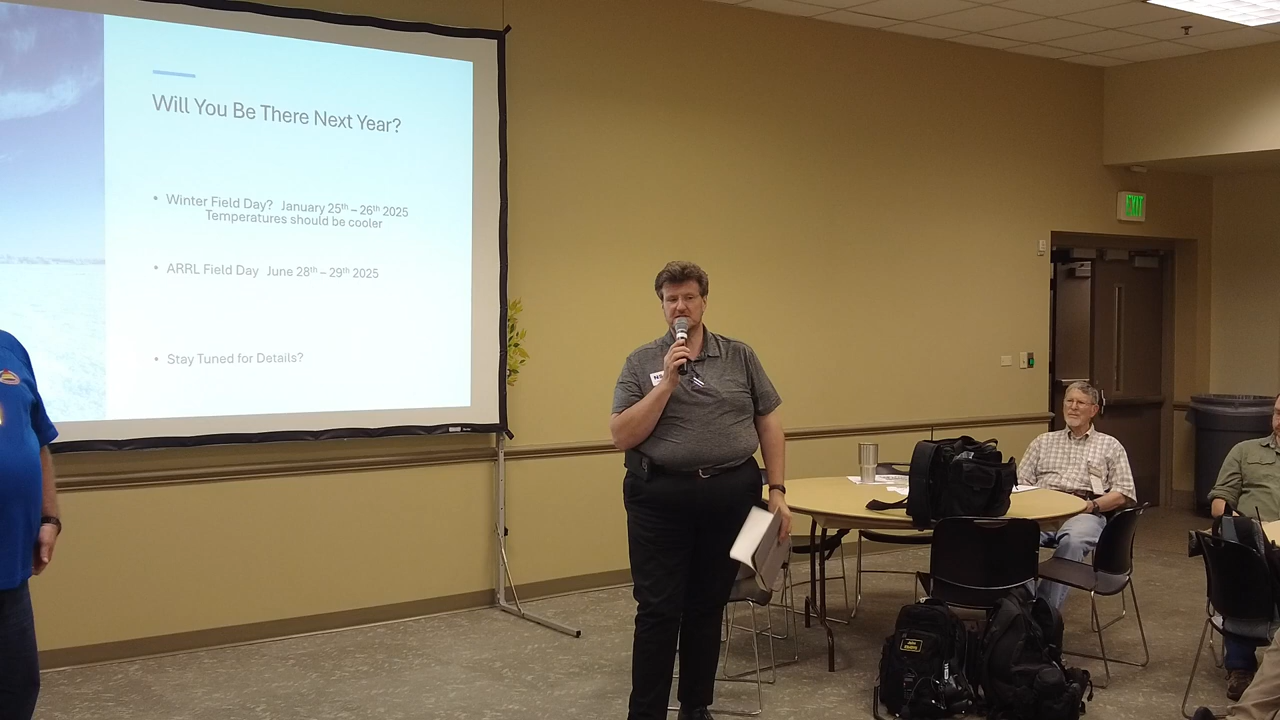 Will You Be There Next Year?
• Winter Field Day? January 25th – 26th 2025
Temperatures should be cooler
• ARRL Field Day June 28th – 29th 2025
• Stay Tuned for Details?
EXIT